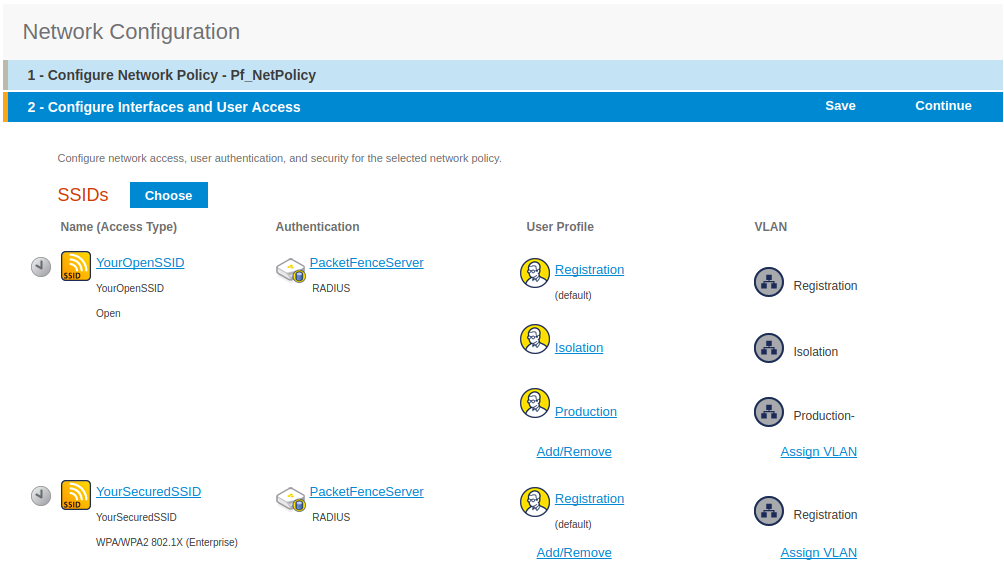 Network Configuration
1 - Configure Network Policy - Pf_NetPolicy
2 - Configure Interfaces and User Access Save Continue
Configure network access, user authentication, and security for the selected network policy.
SSIDs Choose
Name (Access Type) Authentication User Profile VLAN
SSID YourOpenSSID PacketFenceServer Registration
YourOpenSSID RADIUS (default) Registration
Open
Isolation Isolation
Production Production-
Add/Remove Assign VLAN
SSID YourSecuredSSID PacketFenceServer Registration
YourSecuredSSID RADIUS (default) Registration
WPA/WPA2 802.1X (Enterprise)
Add/Remove Assign VLAN